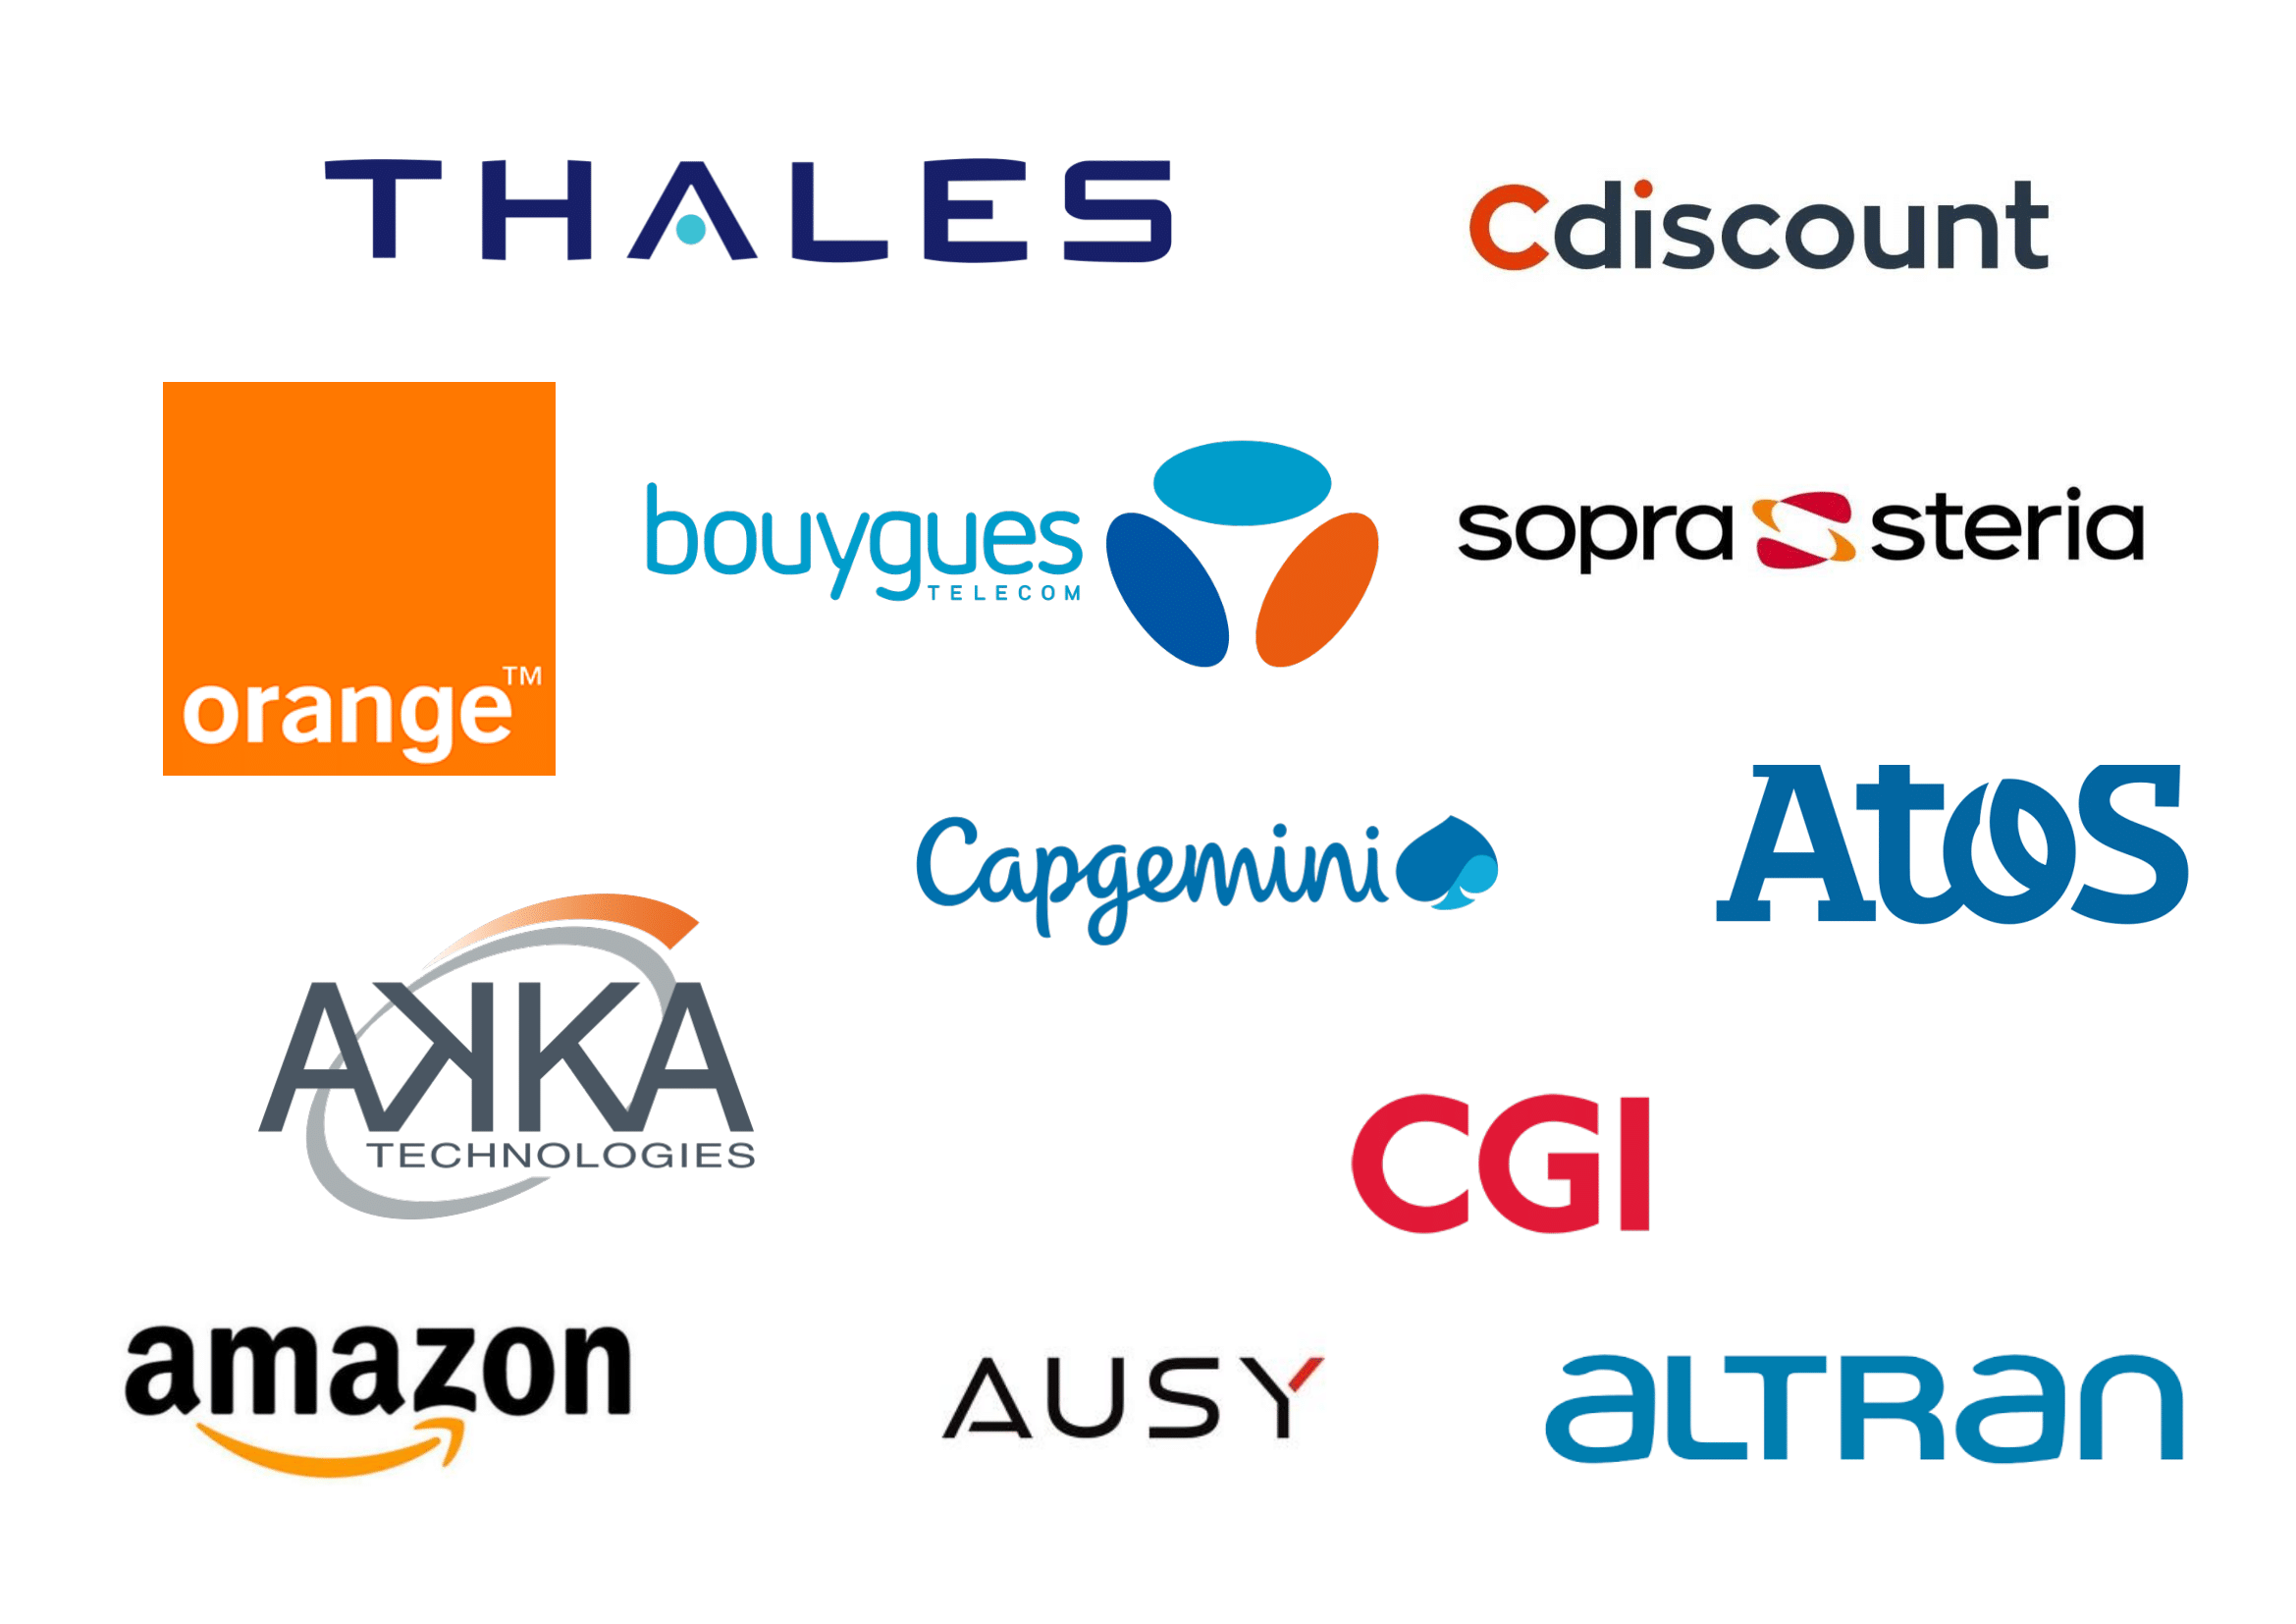 THALES
Cdiscount
orange™
bouygues
TELECOM
sopra steria
Capgemini
Atos
AKKA
TECHNOLOGIES
CGI
amazon
AUSY
aLTRan